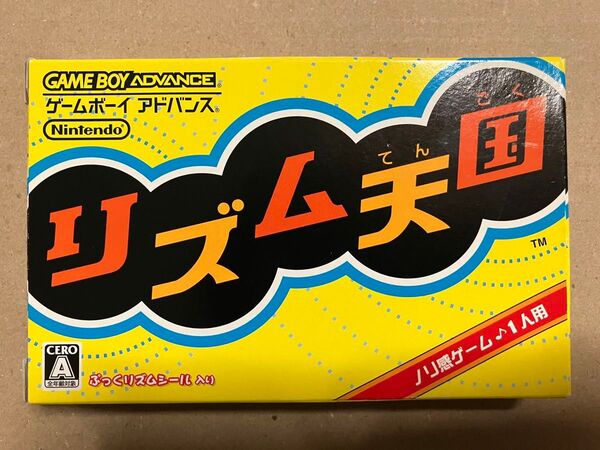 GAME BOY ADVANCE
ゲームボーイ アドバンス®
Nintendo®
てんごく
リズム天国
TM
ノリ感ゲーム♪1人用
CERO
A
全年齢対象
ぷっくリズムシール 入り